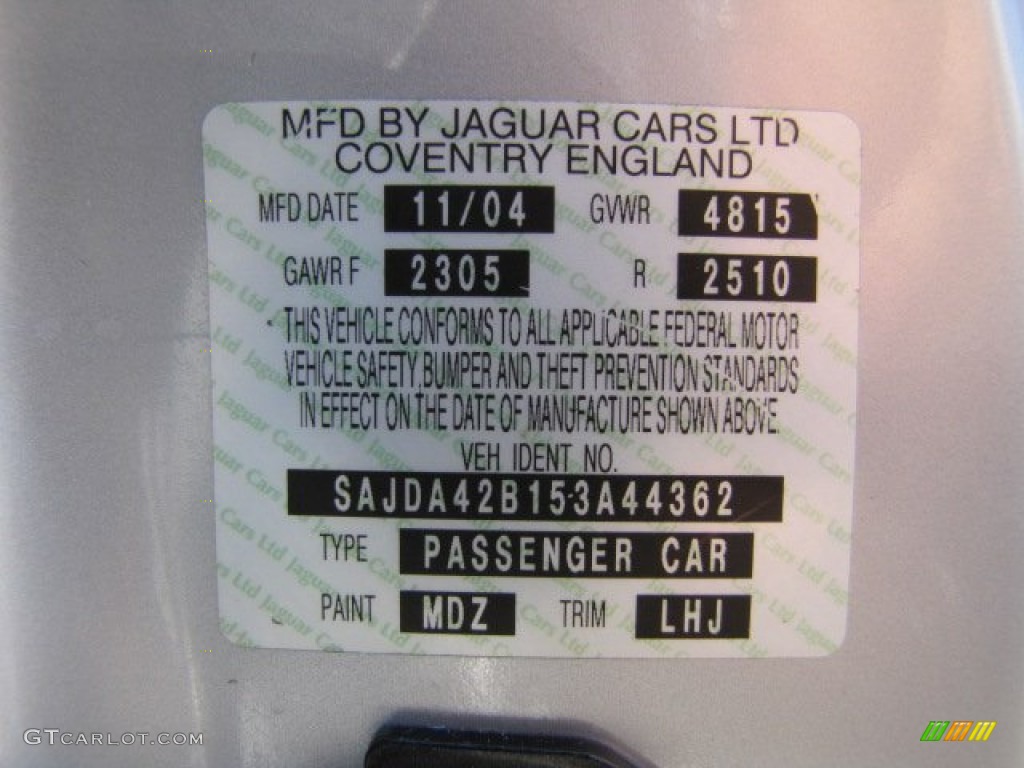 MFD BY JAGUAR CARS LTD
COVENTRY ENGLAND
MFD DATE 11/04 GVWR 4815
GAWR F 2305 R 2510
THIS VEHICLE CONFORMS TO ALL APPLICABLE FEDERAL MOTOR
VEHICLE SAFETY, BUMPER AND THEFT PREVENTION STANDARDS
IN EFFECT ON THE DATE OF MANUFACTURE SHOWN ABOVE.
VEH IDENT NO.
SAJDA42B153A44362
TYPE PASSENGER CAR
PAINT MDZ TRIM LHJ
GTCARLOT.COM